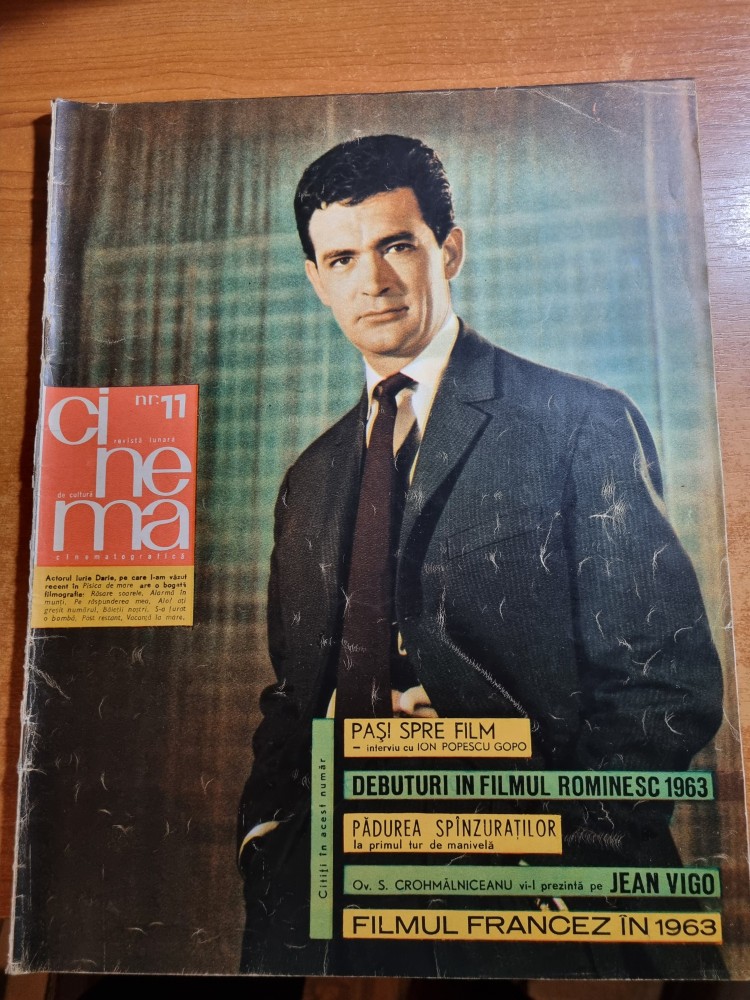 ci nr. 11
revistă lunară
ne
de cultură
ma
cinematografică
Actorul Iurie Darie, pe care l-am văzut
recent în Pisica de mare are o bogată
filmografie: Răsare soarele, Alarmă în
munți, Pe răspunderea mea, Alo! ați
greșit numărul, Băieții noștri, S-a furat
o bombă, Post restant, Vacanță la mare.
Citiți în acest număr
PAȘI SPRE FILM
– interviu cu ION POPESCU GOPO
DEBUTURI IN FILMUL ROMINESC 1963
PĂDUREA SPÎNZURAȚILOR
la primul tur de manivelă
Ov. S. CROHMĂLNICEANU vi-l prezintă pe JEAN VIGO
FILMUL FRANCEZ ÎN 1963